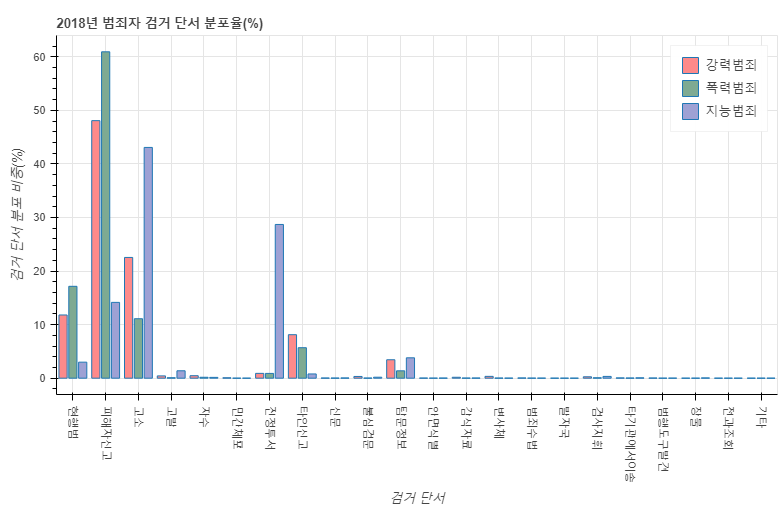 2018년 범죄자 검거 단서 분포율(%)
강력범죄
폭력범죄
지능범죄
검거 단서 분포 비중(%)
60
50
40
30
20
10
0
현행범
피해자신고
고소
고발
자수
민간체포
진정투서
타인신고
신문
불심검문
탐문정보
인면식별
감식자료
변사체
범죄수법
발자국
검사지휘
타기관에서이송
범행도구발견
장물
전과조회
기타
검거 단서